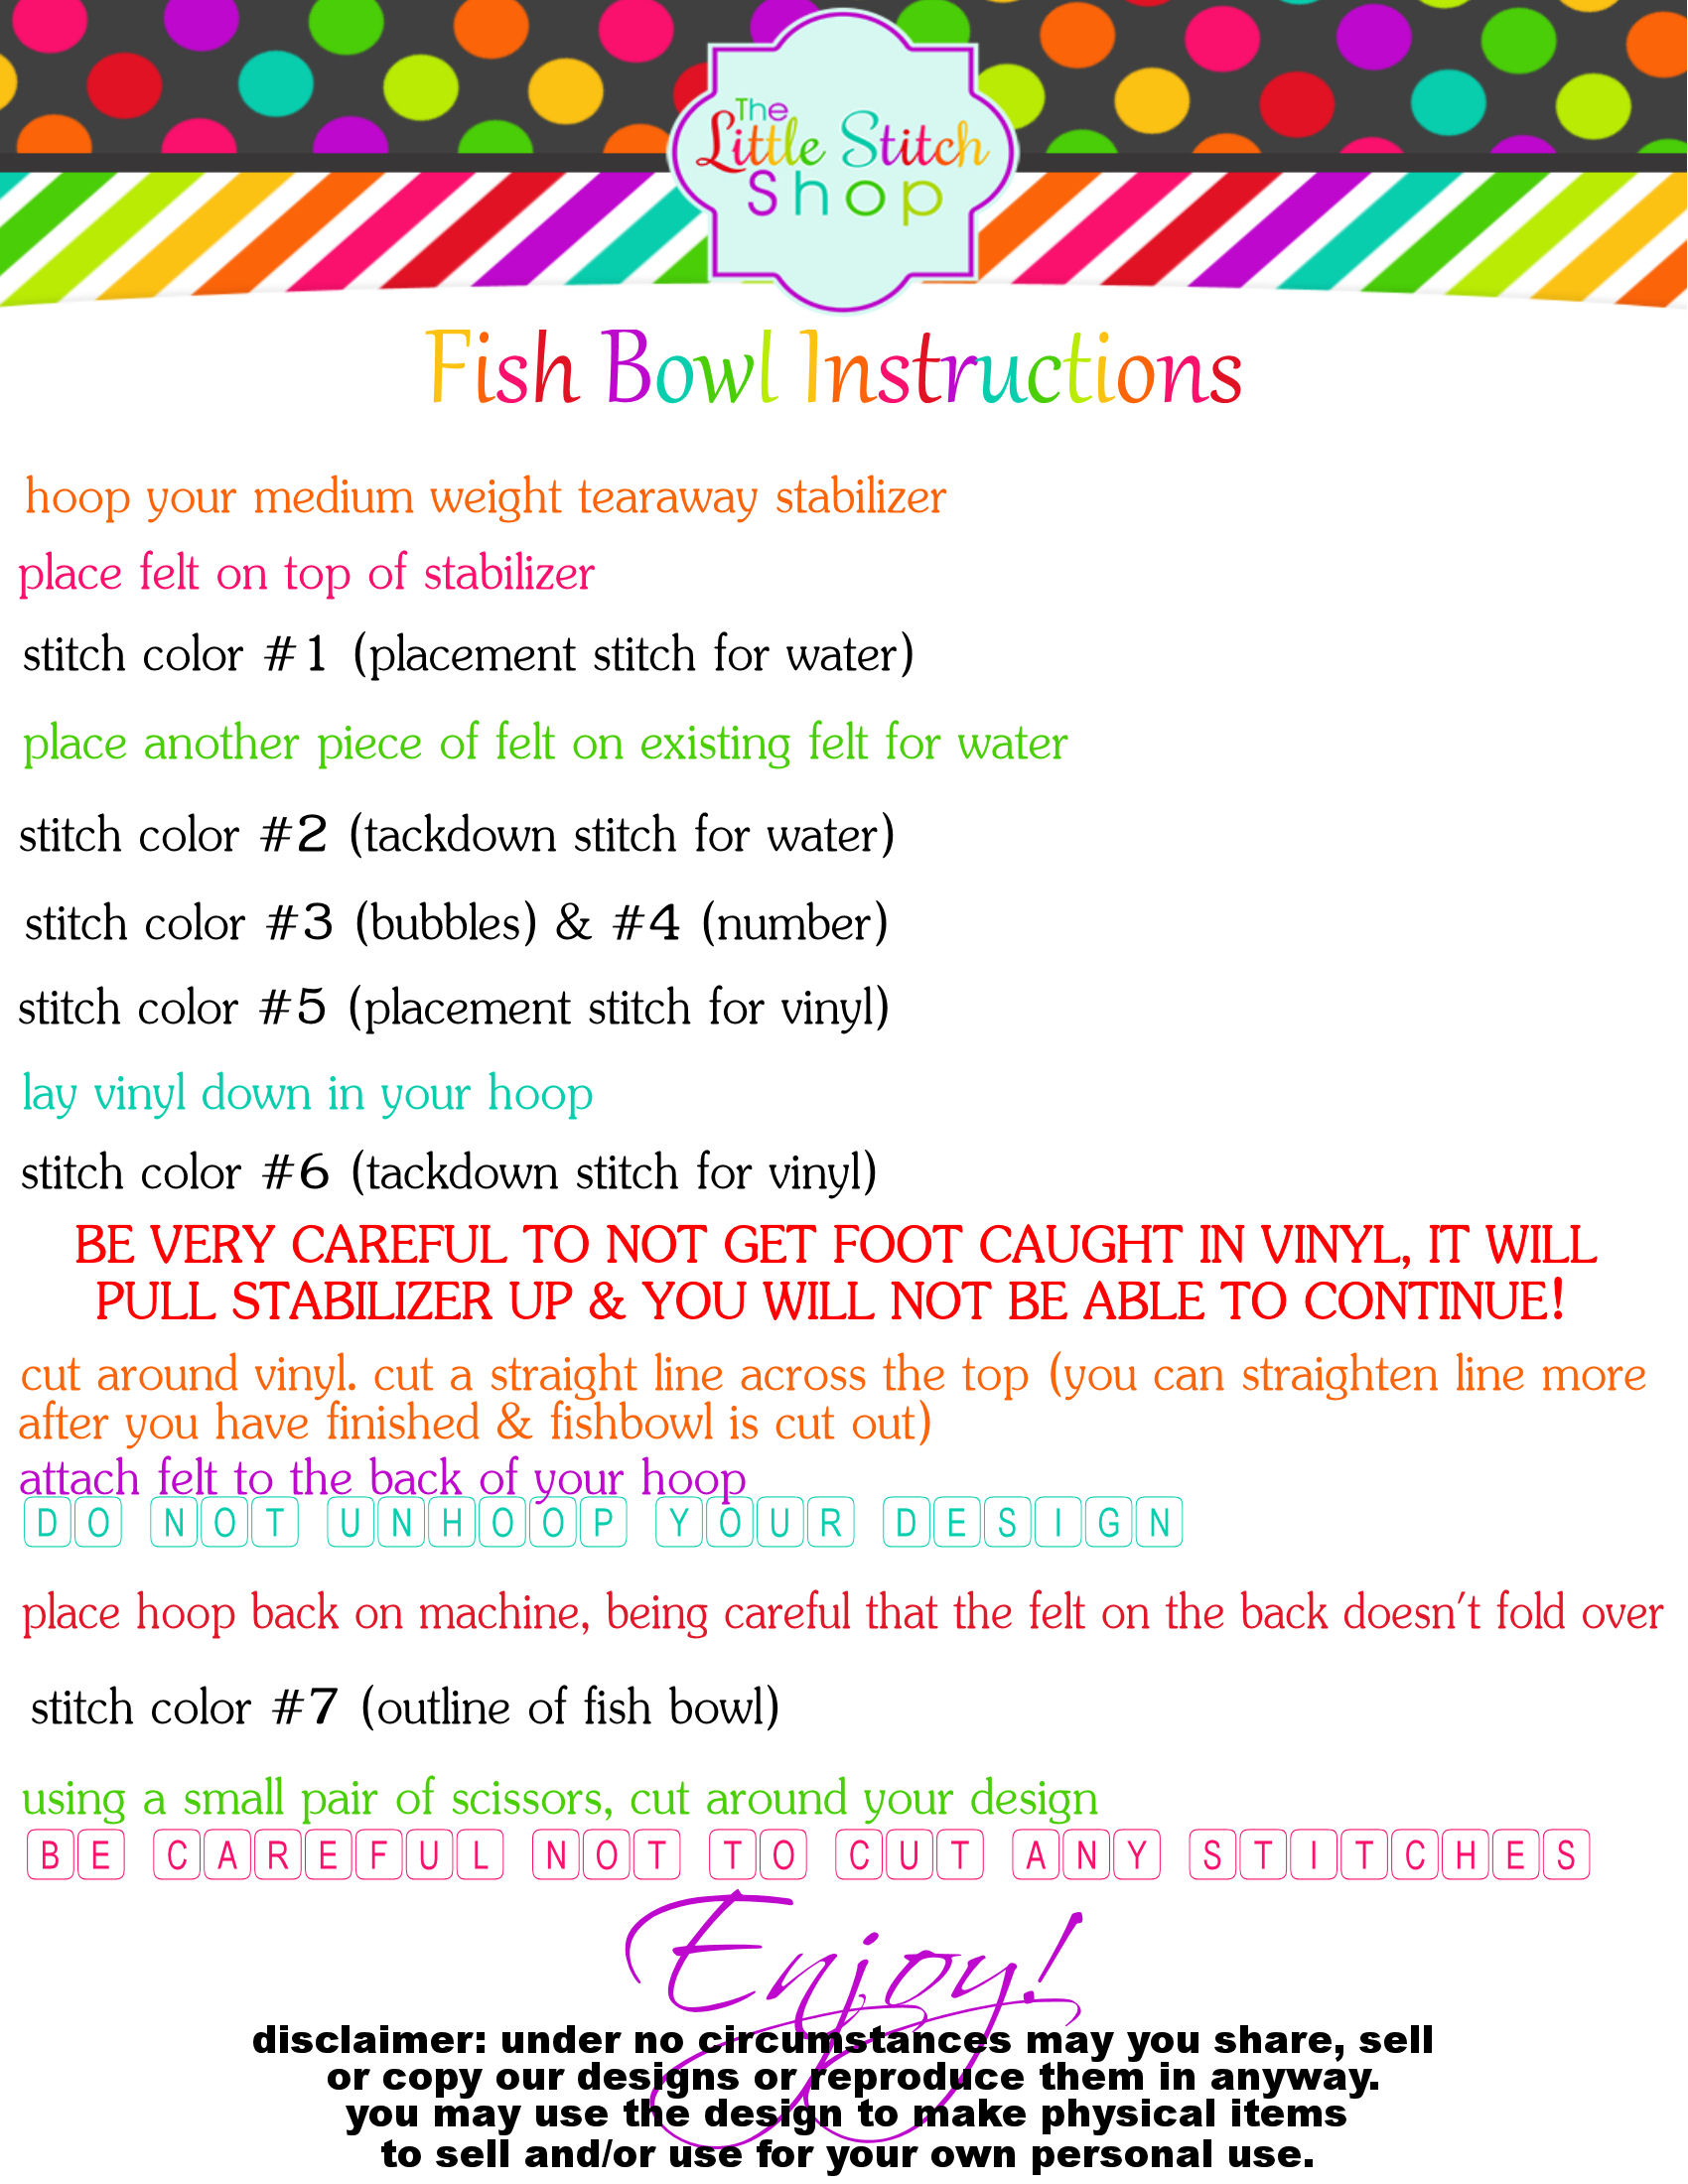 The
Little Stitch
Shop
Fish Bowl Instructions
hoop your medium weight tearaway stabilizer
place felt on top of stabilizer
stitch color #1 (placement stitch for water)
place another piece of felt on existing felt for water
stitch color #2 (tackdown stitch for water)
stitch color #3 (bubbles) & #4 (number)
stitch color #5 (placement stitch for vinyl)
lay vinyl down in your hoop
stitch color #6 (tackdown stitch for vinyl)
BE VERY CAREFUL TO NOT GET FOOT CAUGHT IN VINYL, IT WILL
PULL STABILIZER UP & YOU WILL NOT BE ABLE TO CONTINUE!
cut around vinyl. cut a straight line across the top (you can straighten line more
after you have finished & fishbowl is cut out)
attach felt to the back of your hoop
DO NOT UNHOOP YOUR DESIGN
place hoop back on machine, being careful that the felt on the back doesn't fold over
stitch color #7 (outline of fish bowl)
using a small pair of scissors, cut around your design
BE CAREFUL NOT TO CUT ANY STITCHES
Enjoy!
disclaimer: under no circumstances may you share, sell
or copy our designs or reproduce them in anyway.
you may use the design to make physical items
to sell and/or use for your own personal use.